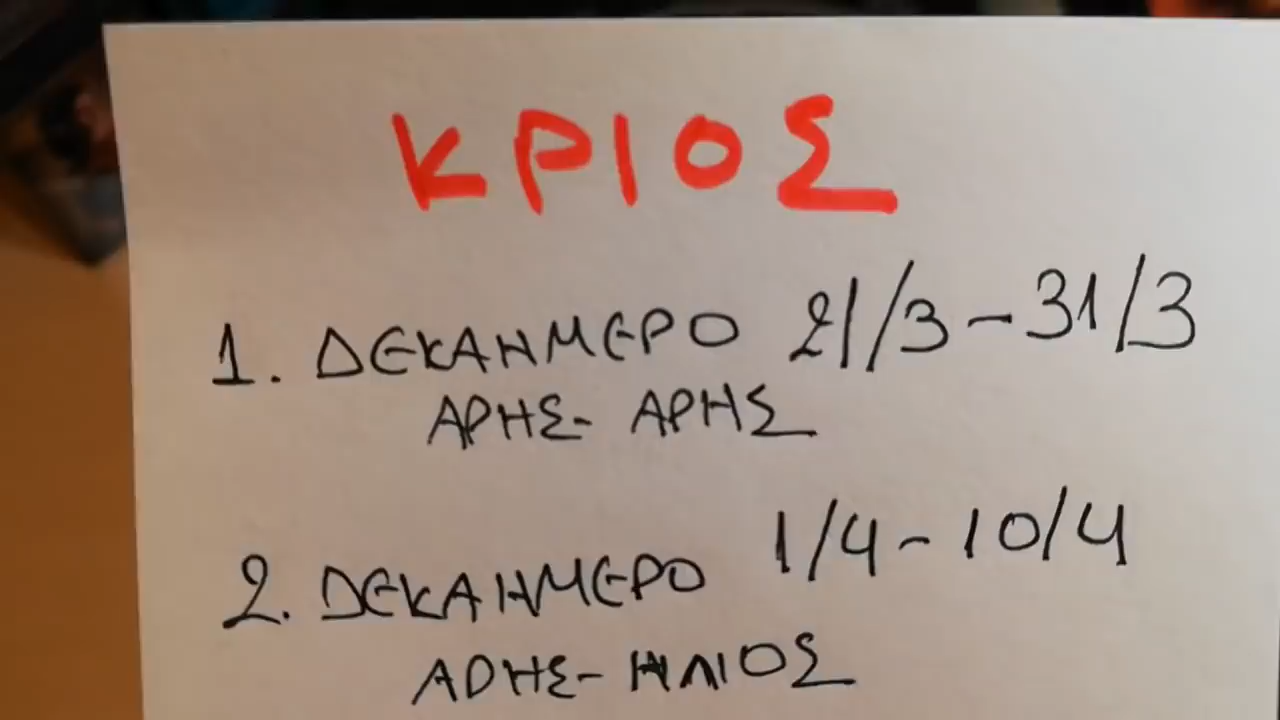 ΚΡΙΟΣ
1. ΔΕΚΑΗΜΕΡΟ 21/3 - 31/3
ΑΡΗΣ - ΑΡΗΣ
2. ΔΕΚΑΗΜΕΡΟ 1/4 - 10/4
ΑΡΗΣ - ΗΛΙΟΣ